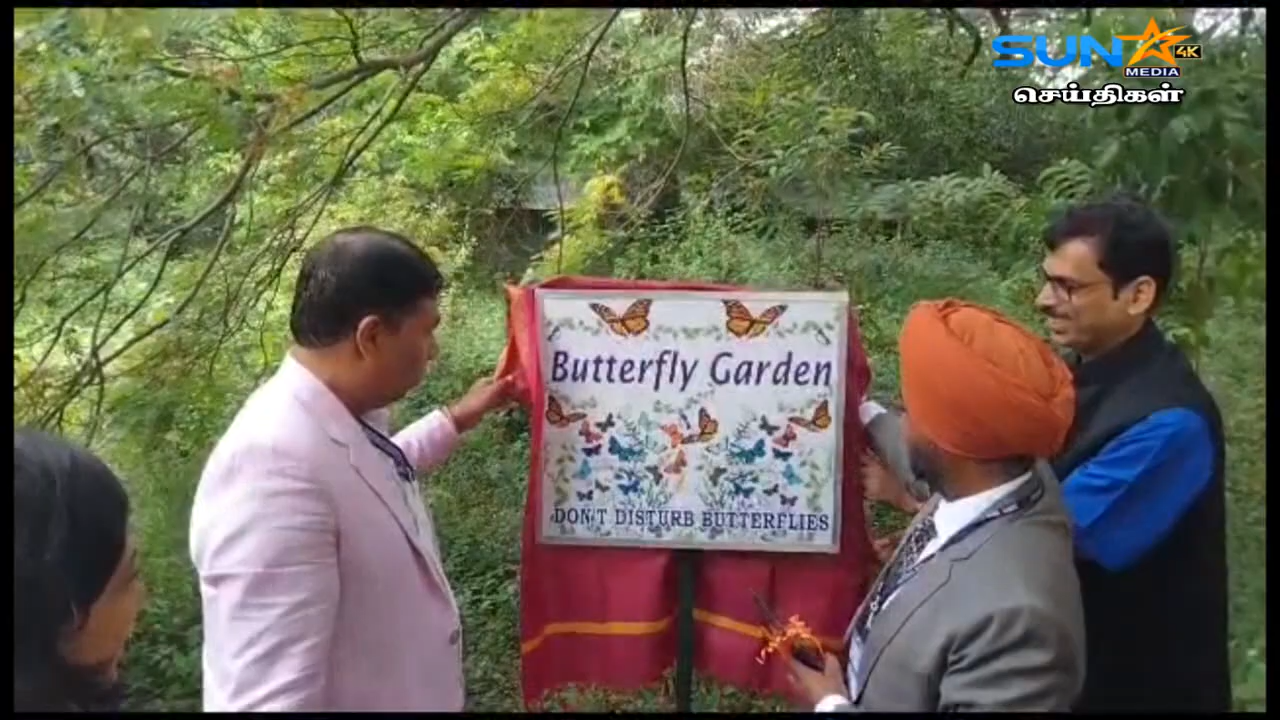 SUN 4K
MEDIA
செய்திகள்
Butterfly Garden
DON'T DISTURB BUTTERFLIES